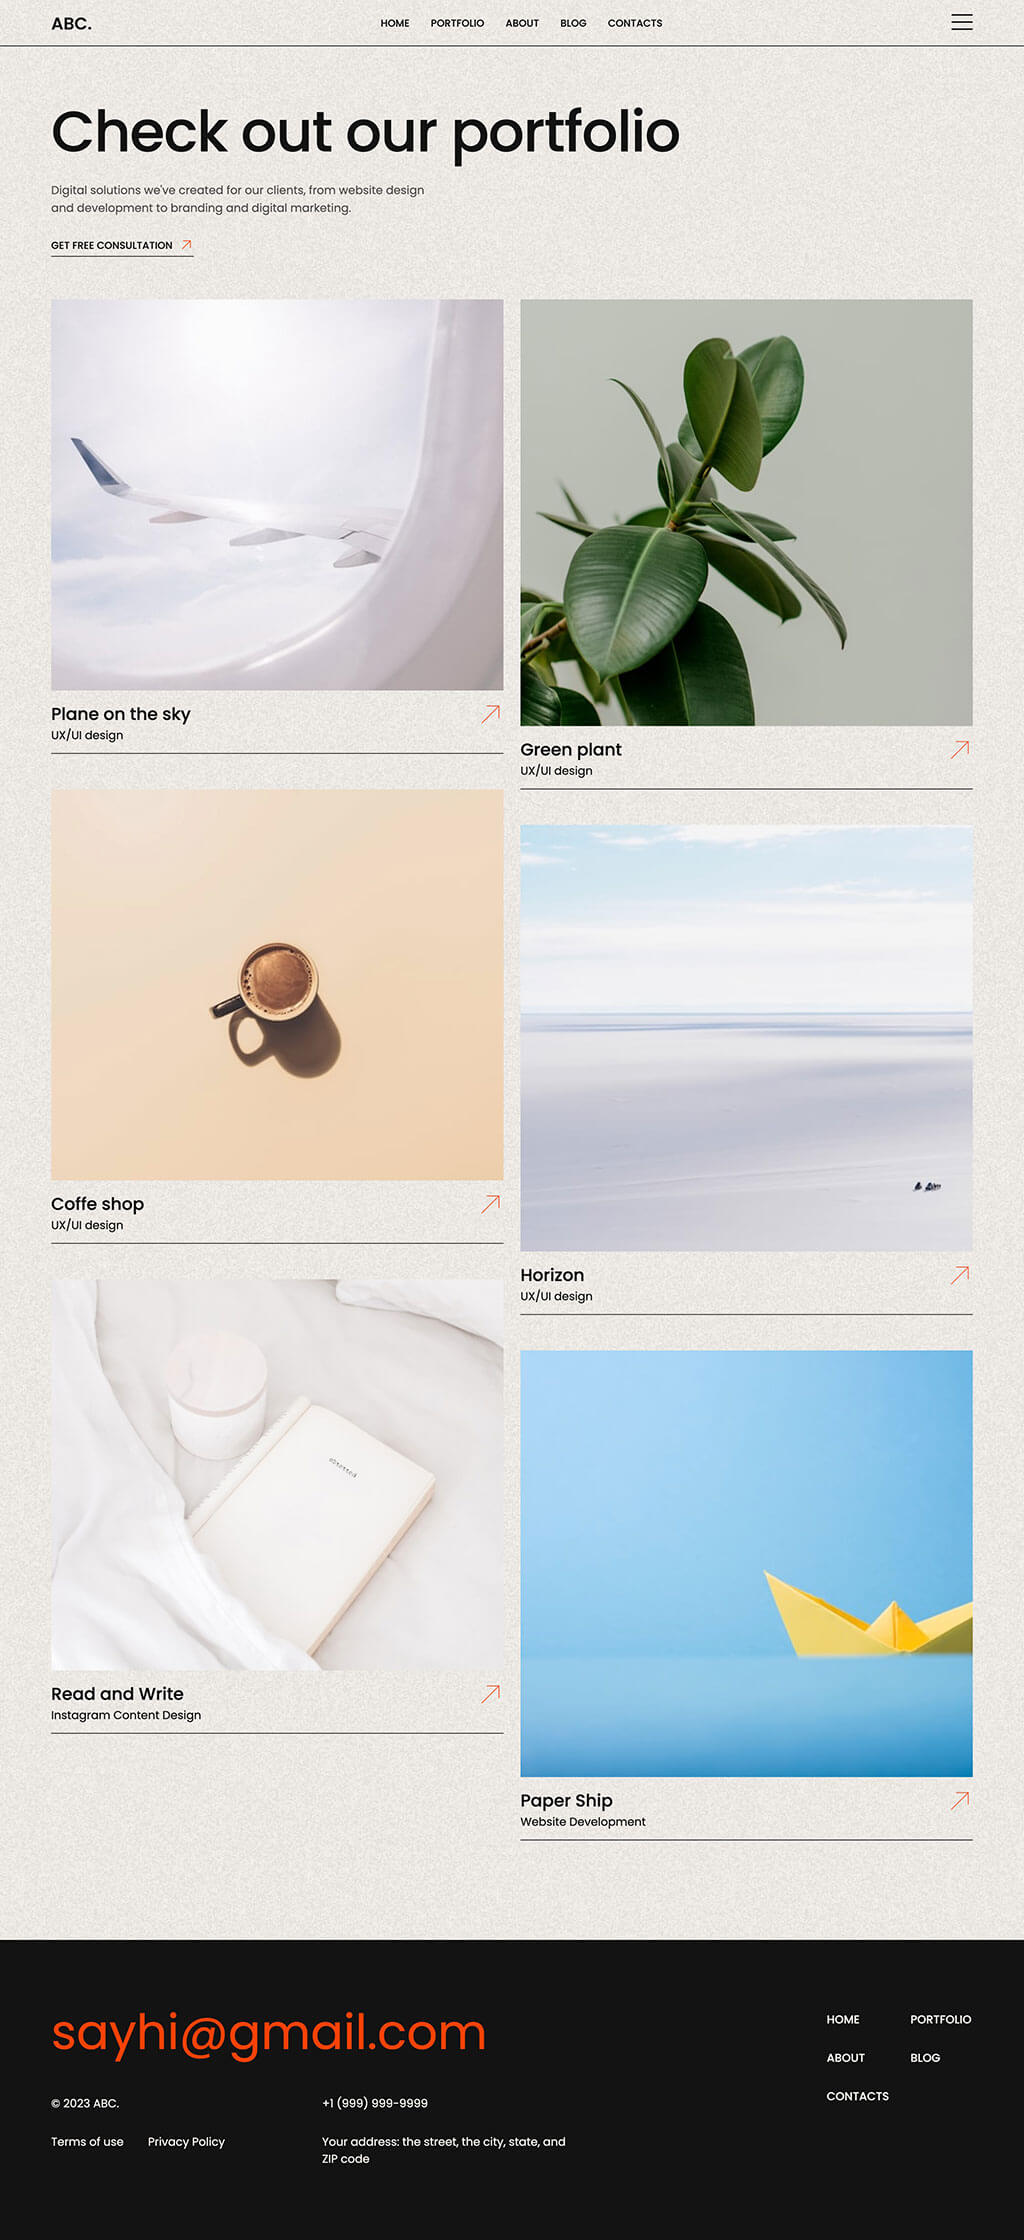 ABC.
HOME PORTFOLIO ABOUT BLOG CONTACTS
Check out our portfolio
Digital solutions we've created for our clients, from website design
and development to branding and digital marketing.
GET FREE CONSULTATION
Plane on the sky
UX/UI design
Green plant
UX/UI design
Coffe shop
UX/UI design
Horizon
UX/UI design
Read and Write
Instagram Content Design
Paper Ship
Website Development
sayhi@gmail.com
© 2023 ABC.
Terms of use Privacy Policy
+1 (999) 999-9999
Your address: the street, the city, state, and
ZIP code
HOME PORTFOLIO
ABOUT BLOG
CONTACTS